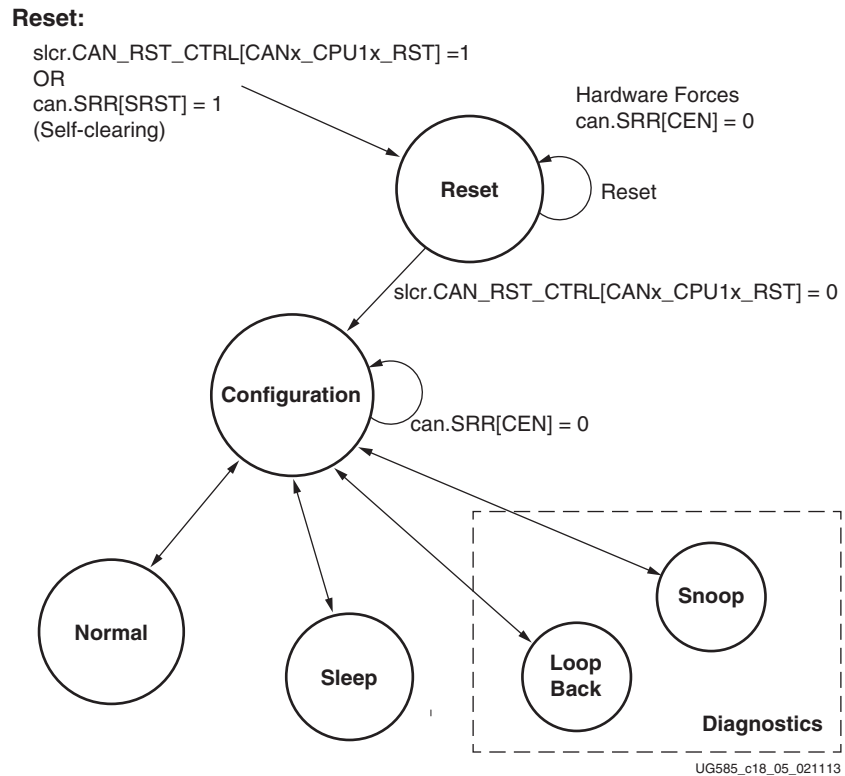 Reset:
slcr.CAN_RST_CTRL[CANx_CPU1x_RST] =1
OR
can.SRR[SRST] = 1
(Self-clearing)
Hardware Forces
can.SRR[CEN] = 0
Reset
Reset
slcr.CAN_RST_CTRL[CANx_CPU1x_RST] = 0
Configuration
can.SRR[CEN] = 0
Normal
Sleep
Snoop
Loop
Back
Diagnostics
UG585_c18_05_021113